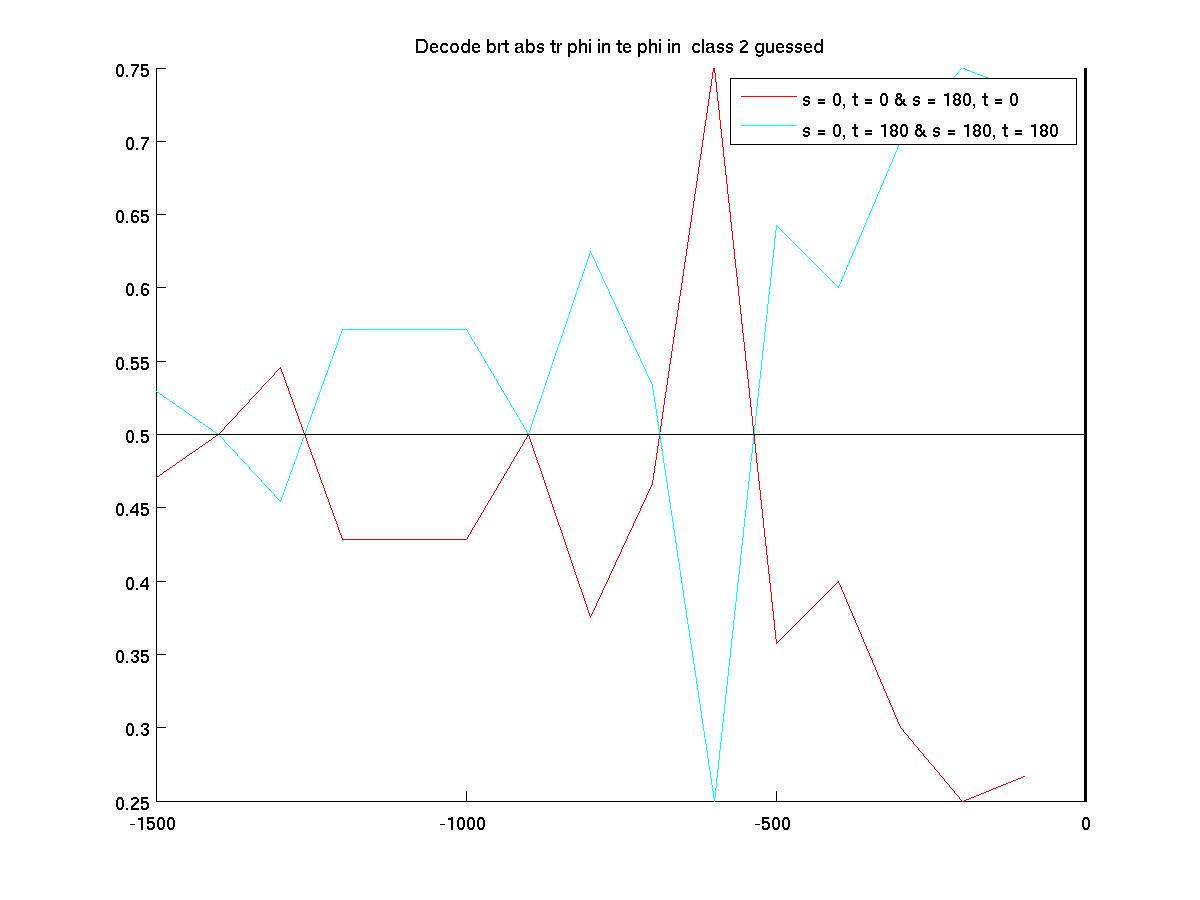 Decode brt abs tr phi in te phi in  class 2 guessed
0.75
s = 0, t = 0 & s = 180, t = 0
s = 0, t = 180 & s = 180, t = 180
0.7
0.65
0.6
0.55
0.5
0.45
0.4
0.35
0.3
0.25
-1500 -1000 -500 0